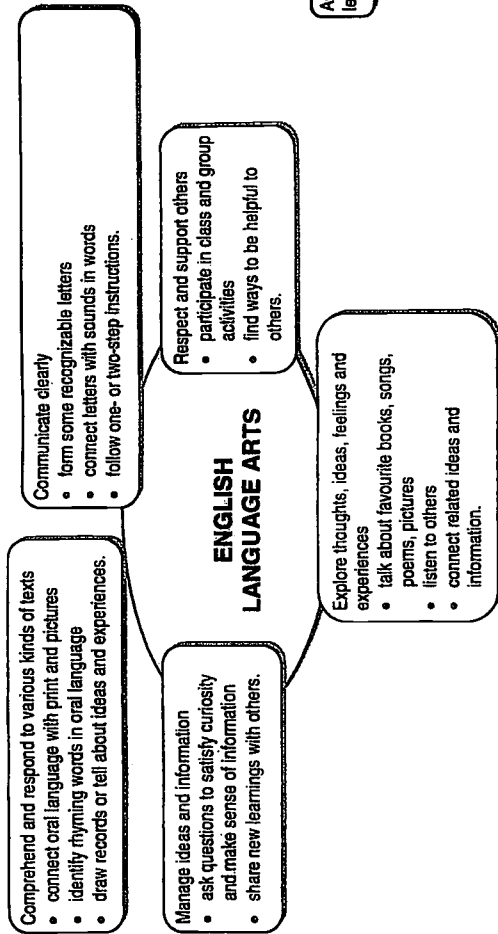 Comprehend and respond to various kinds of texts
• connect oral language with print and pictures
• identify rhyming words in oral language
• draw records or tell about ideas and experiences.
Communicate clearly
• form some recognizable letters
• connect letters with sounds in words
• follow one- or two-step instructions.
Manage ideas and information
• ask questions to satisfy curiosity
and make sense of information
• share new learnings with others.
ENGLISH
LANGUAGE ARTS
Respect and support others
• participate in class and group
activities
• find ways to be helpful to
others.
Explore thoughts, ideas, feelings and
experiences
• talk about favourite books, songs,
poems, pictures
• listen to others
• connect related ideas and
information.